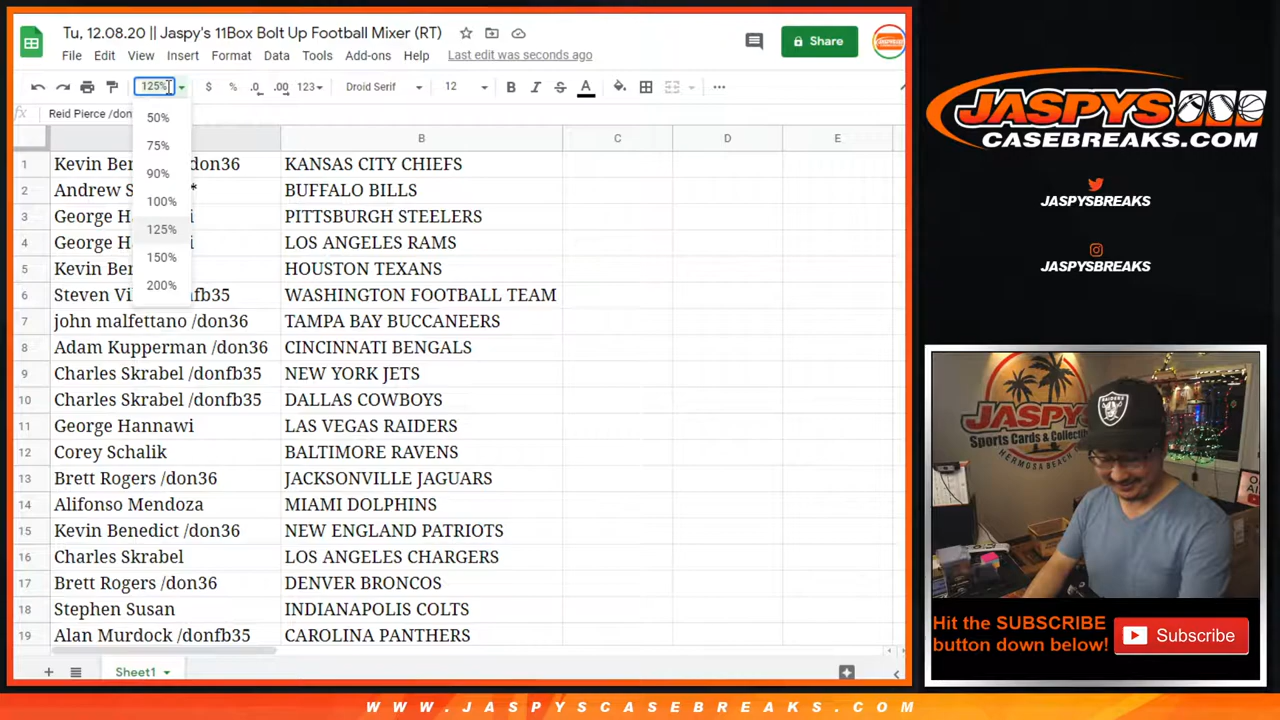 Tu, 12.08.20 || Jaspy's 11Box Bolt Up Football Mixer (RT)
File Edit View Insert Format Data Tools Add-ons Help Last edit was seconds ago
Share
125% $ % .0 .00 123 Droid Serif 12 B I S A
fx Reid Pierce /don
50%
75%
90%
100%
125%
150%
200%
A B C D E
1 Kevin Ben /don36 KANSAS CITY CHIEFS
2 Andrew S * BUFFALO BILLS
3 George H i PITTSBURGH STEELERS
4 George H i LOS ANGELES RAMS
5 Kevin Ben HOUSTON TEXANS
6 Steven Vi nfb35 WASHINGTON FOOTBALL TEAM
7 john malfettano /don36 TAMPA BAY BUCCANEERS
8 Adam Kupperman /don36 CINCINNATI BENGALS
9 Charles Skrabel /donfb35 NEW YORK JETS
10 Charles Skrabel /donfb35 DALLAS COWBOYS
11 George Hannawi LAS VEGAS RAIDERS
12 Corey Schalik BALTIMORE RAVENS
13 Brett Rogers /don36 JACKSONVILLE JAGUARS
14 Alifonso Mendoza MIAMI DOLPHINS
15 Kevin Benedict /don36 NEW ENGLAND PATRIOTS
16 Charles Skrabel LOS ANGELES CHARGERS
17 Brett Rogers /don36 DENVER BRONCOS
18 Stephen Susan INDIANAPOLIS COLTS
19 Alan Murdock /donfb35 CAROLINA PANTHERS
Sheet1
JASPYS
CASEBREAKS.COM
JASPYSBREAKS
JASPYSBREAKS
RAIDERS
JASPYS
Sports Cards & Collectib
HERMOSA BEACH
Hit the SUBSCRIBE
button down below!
Subscribe
WWW.JASPYSCASEBREAKS.COM